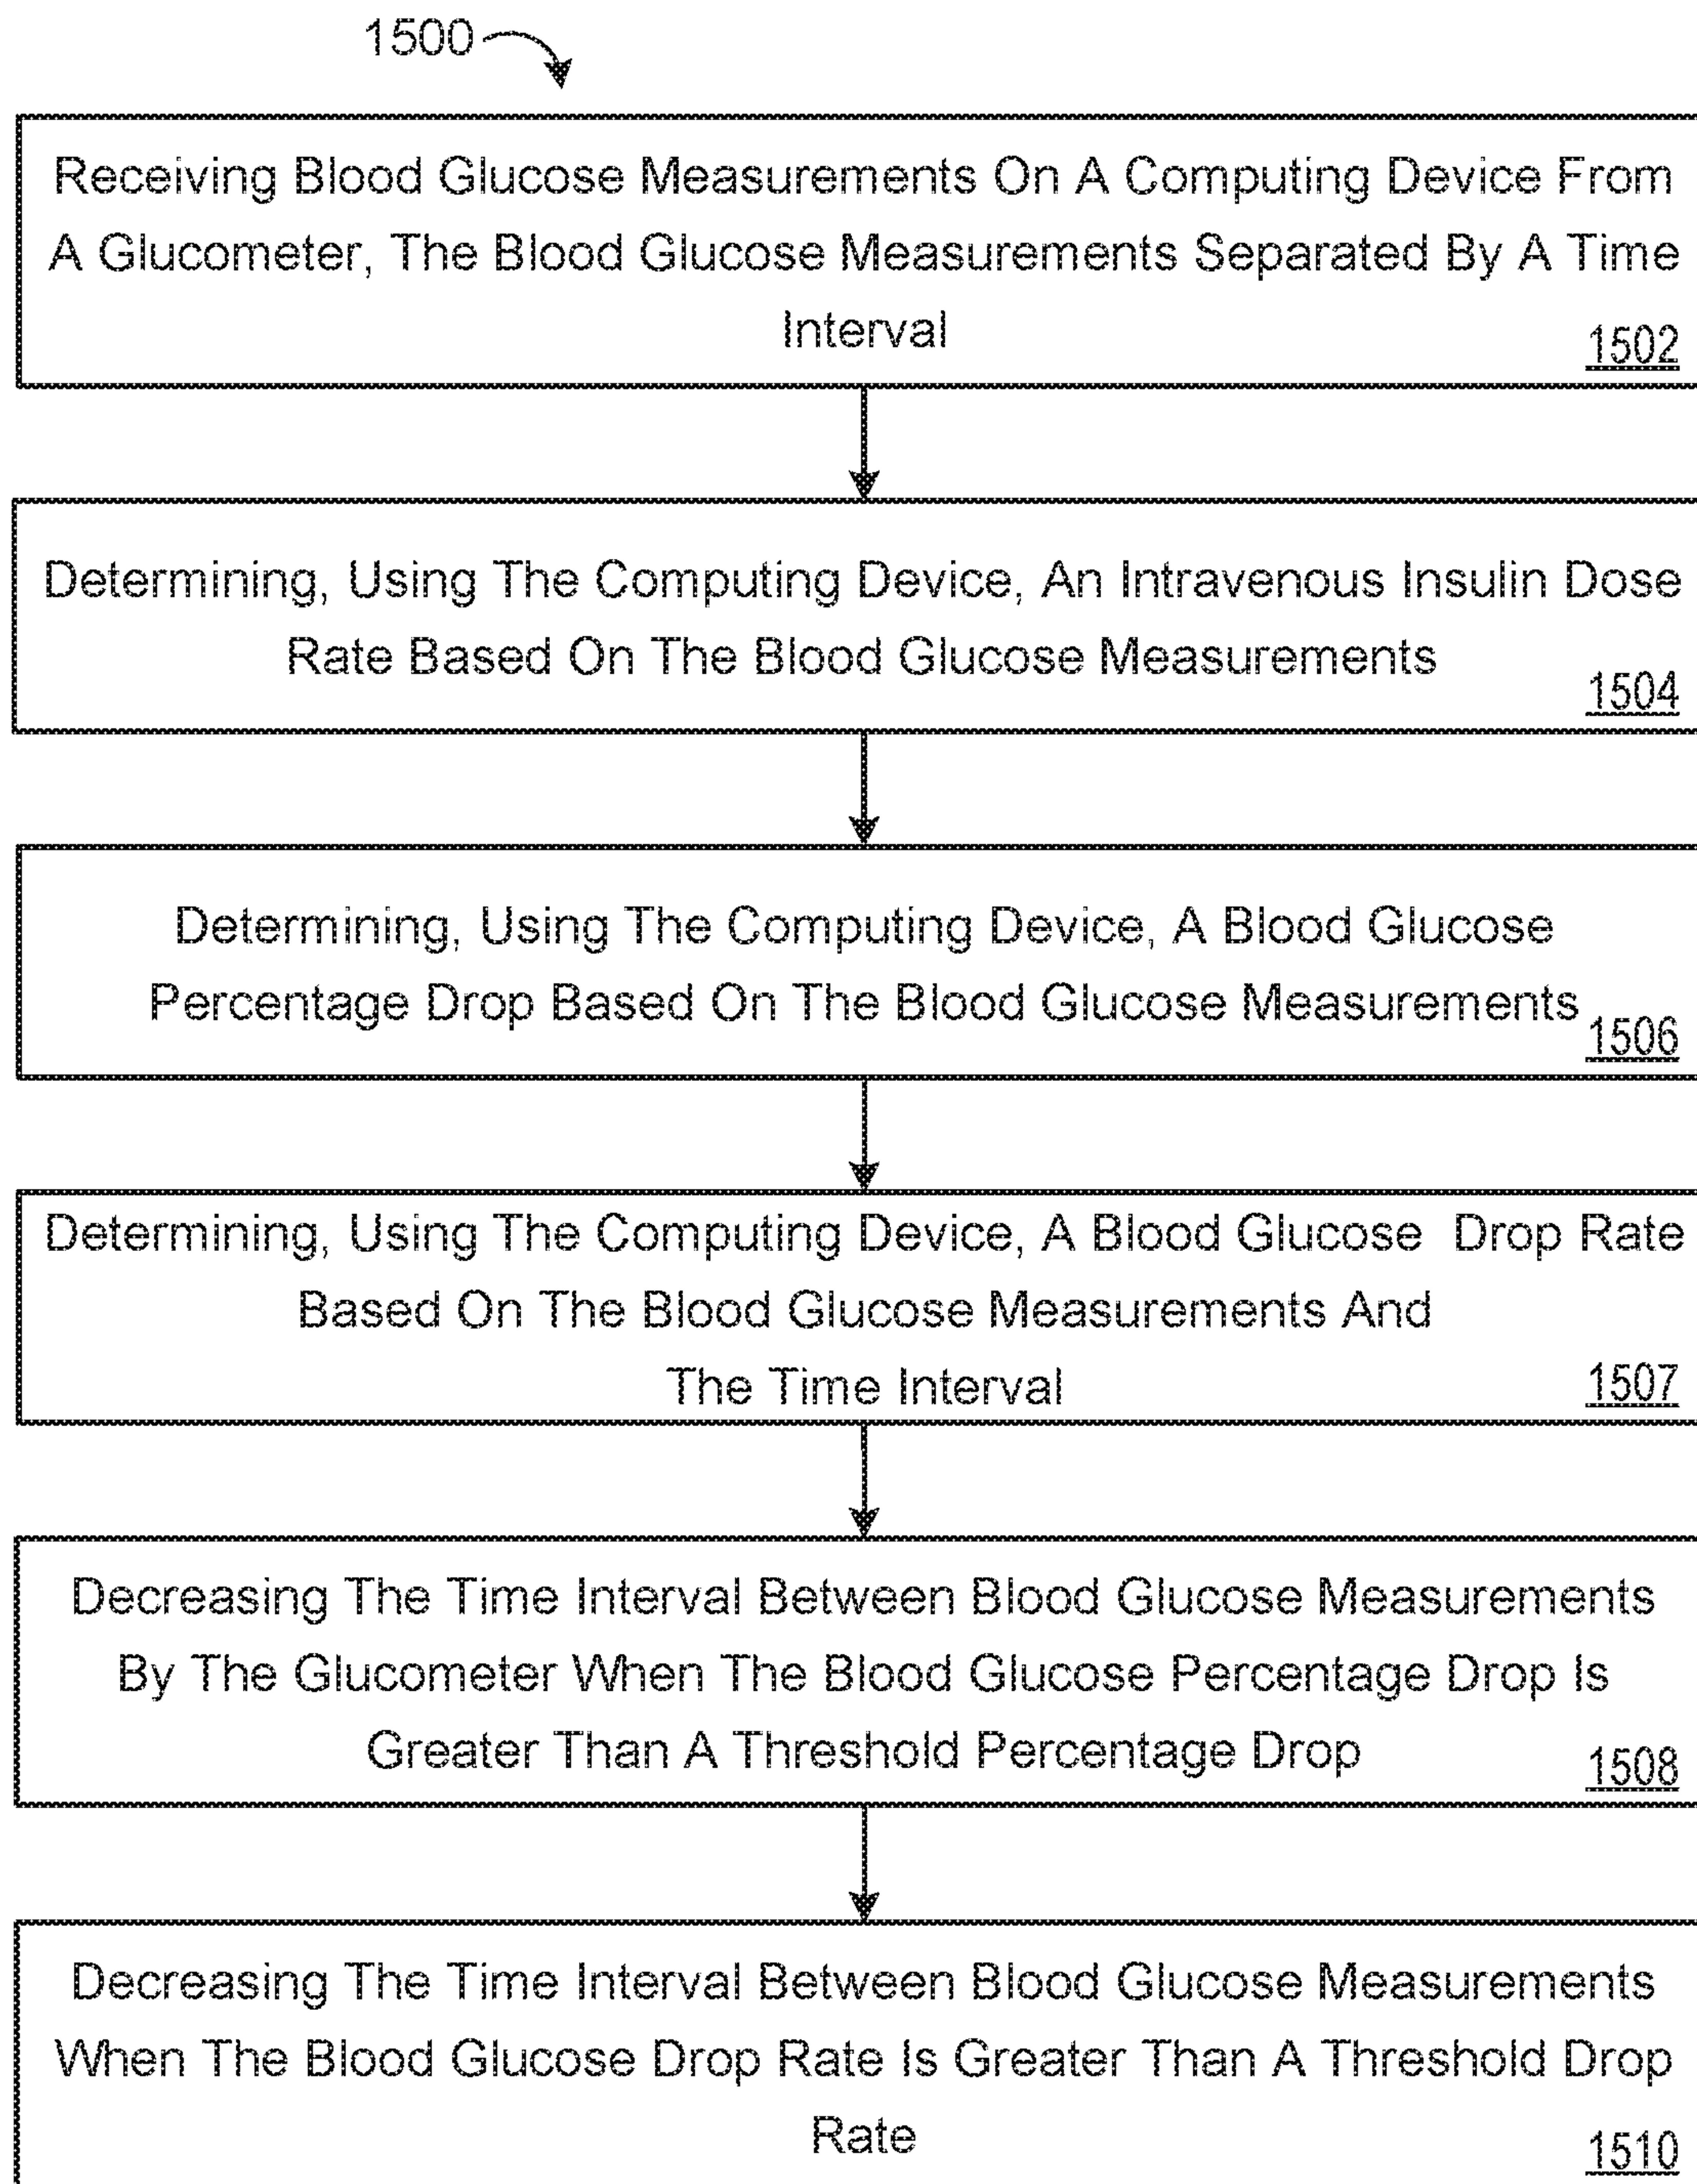 1500
Receiving Blood Glucose Measurements On A Computing Device From
A Glucometer, The Blood Glucose Measurements Separated By A Time
Interval
1502
Determining, Using The Computing Device, An Intravenous Insulin Dose
Rate Based On The Blood Glucose Measurements
1504
Determining, Using The Computing Device, A Blood Glucose
Percentage Drop Based On The Blood Glucose Measurements
1506
Determining, Using The Computing Device, A Blood Glucose Drop Rate
Based On The Blood Glucose Measurements And
The Time Interval
1507
Decreasing The Time Interval Between Blood Glucose Measurements
By The Glucometer When The Blood Glucose Percentage Drop Is
Greater Than A Threshold Percentage Drop
1508
Decreasing The Time Interval Between Blood Glucose Measurements
When The Blood Glucose Drop Rate Is Greater Than A Threshold Drop
Rate
1510